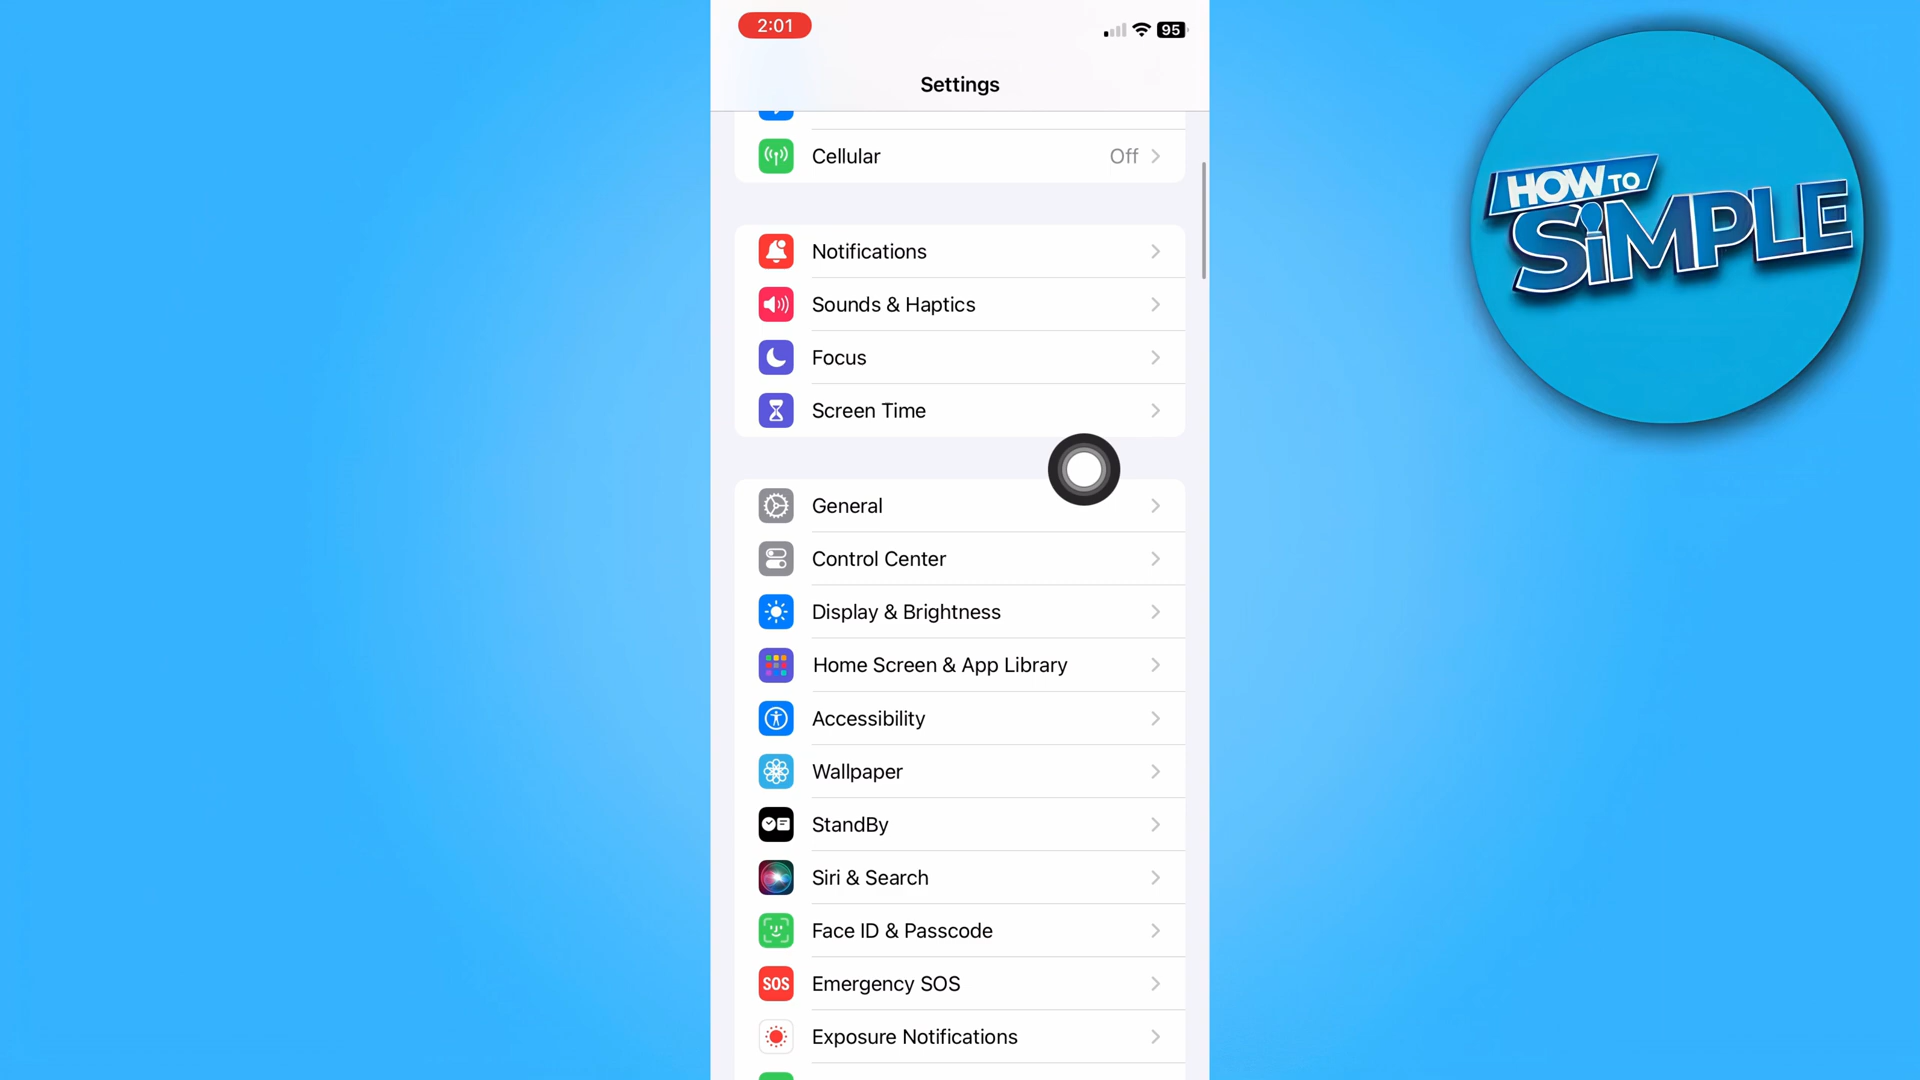 2:01
95
Settings
Cellular Off
Notifications
Sounds & Haptics
Focus
Screen Time
General
Control Center
Display & Brightness
Home Screen & App Library
Accessibility
Wallpaper
StandBy
Siri & Search
Face ID & Passcode
SOS Emergency SOS
Exposure Notifications
HOW TO
SIMPLE